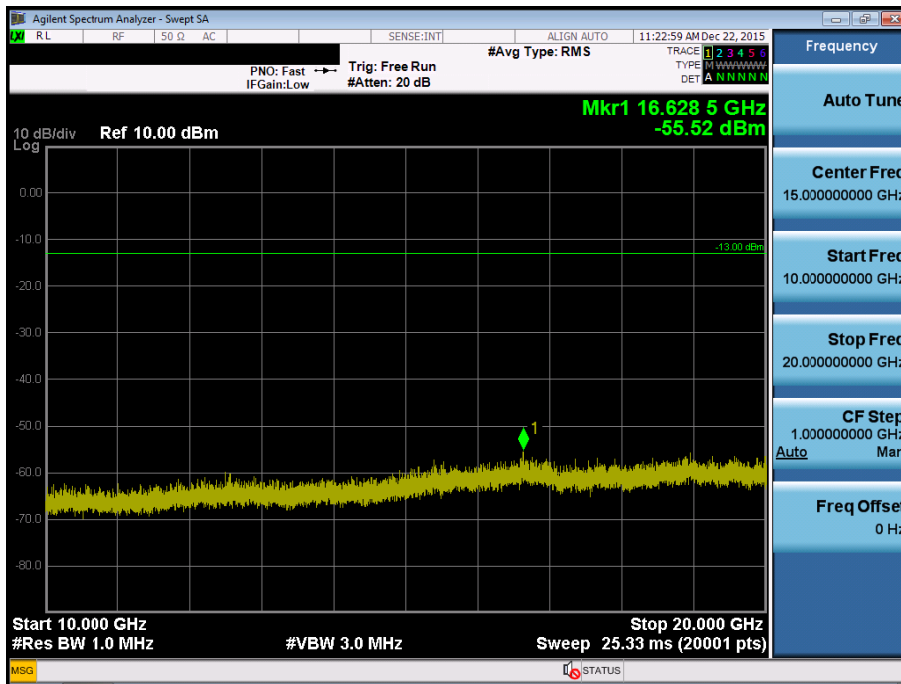 Agilent Spectrum Analyzer - Swept SA
LXI RL RF 50 Ω AC SENSE:INT ALIGN AUTO 11:22:59 AM Dec 22, 2015
#Avg Type: RMS
TRACE 1 2 3 4 5 6
TYPE M WWWWW
DET A N N N N N
PNO: Fast
IFGain:Low
Trig: Free Run
#Atten: 20 dB
Mkr1 16.628 5 GHz
-55.52 dBm
10 dB/div
Log
Ref 10.00 dBm
0.00
-10.0
-13.00 dBm
-20.0
-30.0
-40.0
-50.0
1
-60.0
-70.0
-80.0
Start 10.000 GHz
Stop 20.000 GHz
#Res BW 1.0 MHz
#VBW 3.0 MHz
Sweep 25.33 ms (20001 pts)
MSG
STATUS
Frequency
Auto Tune
Center Freq
15.000000000 GHz
Start Freq
10.000000000 GHz
Stop Freq
20.000000000 GHz
CF Step
1.000000000 GHz
Auto Man
Freq Offset
0 Hz